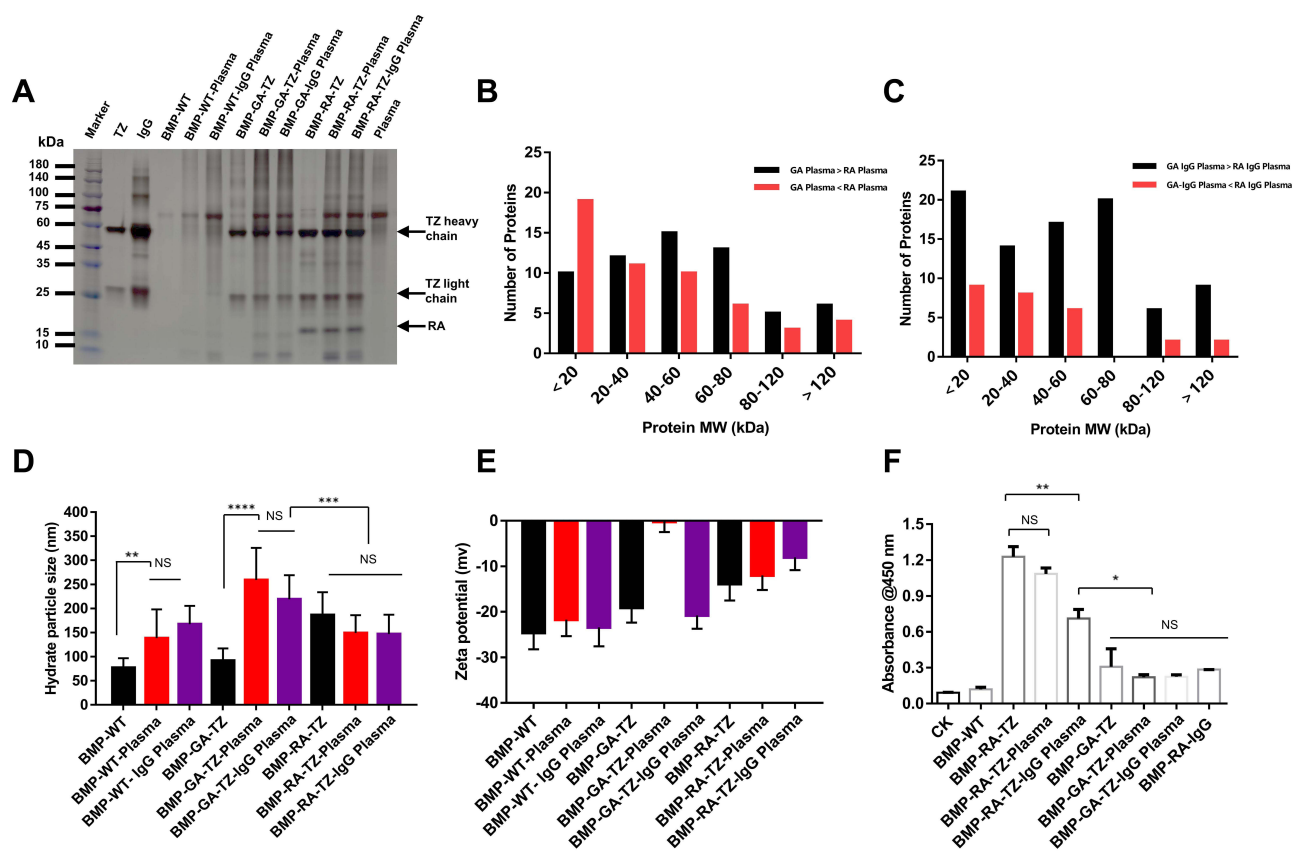 A
Marker
TZ
IgG
BMP-WT
BMP-WT-Plasma
BMP-WT-IgG Plasma
BMP-GA-TZ
BMP-GA-TZ-Plasma
BMP-GA-IgG Plasma
BMP-RA-TZ
BMP-RA-TZ-Plasma
BMP-RA-TZ-IgG Plasma
Plasma
kDa
180
140
100
75
60
45
35
25
15
10
TZ heavy
chain
TZ light
chain
RA
B
Number of Proteins
25
20
15
10
5
0
GA Plasma > RA Plasma
GA Plasma < RA Plasma
< 20
20-40
40-60
60-80
80-120
> 120
Protein MW (kDa)
C
Number of Proteins
25
20
15
10
5
0
GA IgG Plasma > RA IgG Plasma
GA-IgG Plasma < RA IgG Plasma
< 20
20-40
40-60
60-80
80-120
> 120
Protein MW (kDa)
D
Hydrate particle size (nm)
400
350
300
250
200
150
100
50
0
**
NS
****
NS
***
NS
BMP-WT
BMP-WT-Plasma
BMP-WT- IgG Plasma
BMP-GA-TZ
BMP-GA-TZ-Plasma
BMP-GA-TZ-IgG Plasma
BMP-RA-TZ
BMP-RA-TZ-Plasma
BMP-RA-TZ-IgG Plasma
E
Zeta potential (mv)
0
-10
-20
-30
-40
BMP-WT
BMP-WT-Plasma
BMP-WT- IgG Plasma
BMP-GA-TZ
BMP-GA-TZ-Plasma
BMP-GA-TZ-IgG Plasma
BMP-RA-TZ
BMP-RA-TZ-Plasma
BMP-RA-TZ-IgG Plasma
F
Absorbance @450 nm
1.5
1.2
0.9
0.6
0.3
0.0
**
NS
*
NS
CK
BMP-WT
BMP-RA-TZ
BMP-RA-TZ-Plasma
BMP-RA-TZ-IgG Plasma
BMP-GA-TZ
BMP-GA-TZ-Plasma
BMP-GA-TZ-IgG Plasma
BMP-RA-IgG